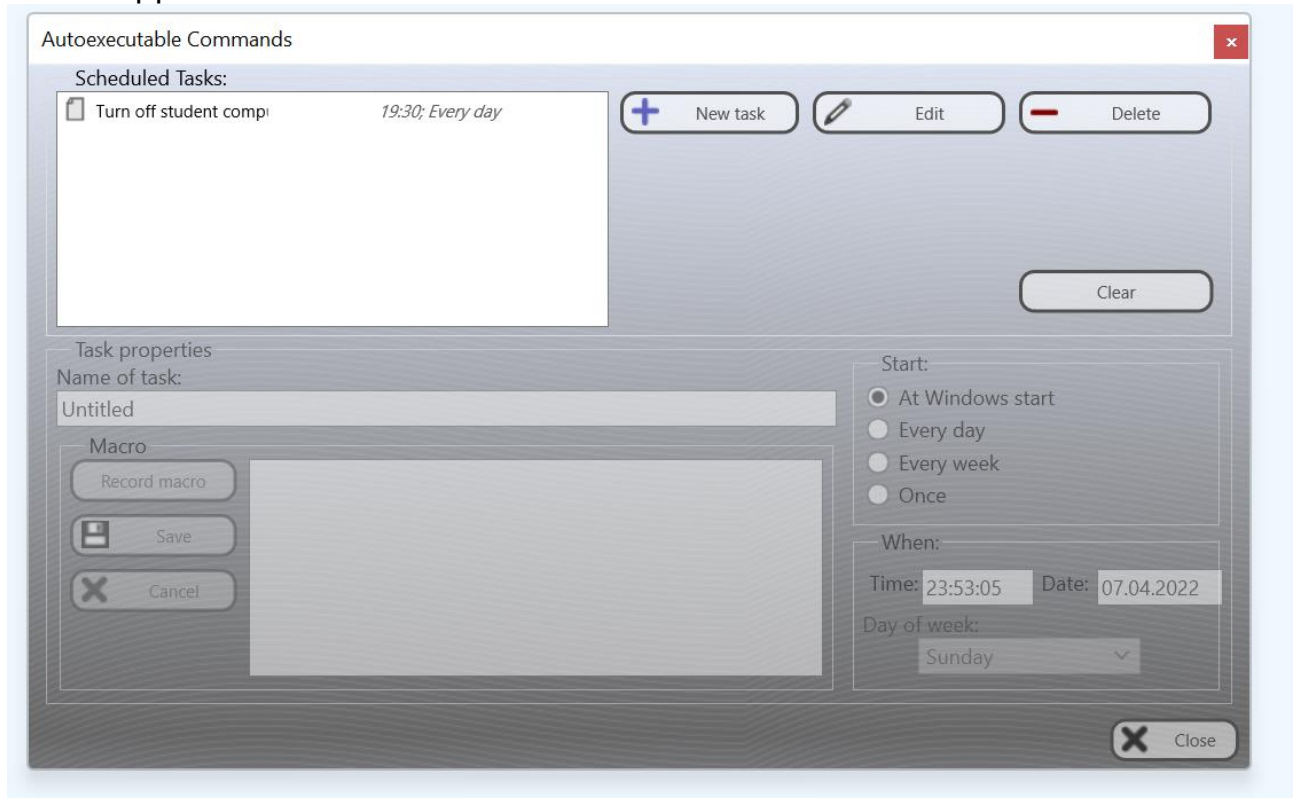 Autoexecutable Commands
x
Scheduled Tasks:
Turn off student comp 19:30; Every day
New task
Edit
Delete
Clear
Task properties
Name of task:
Untitled
Macro
Record macro
Save
Cancel
Start:
At Windows start
Every day
Every week
Once
When:
Time: 23:53:05 Date: 07.04.2022
Day of week:
Sunday
Close